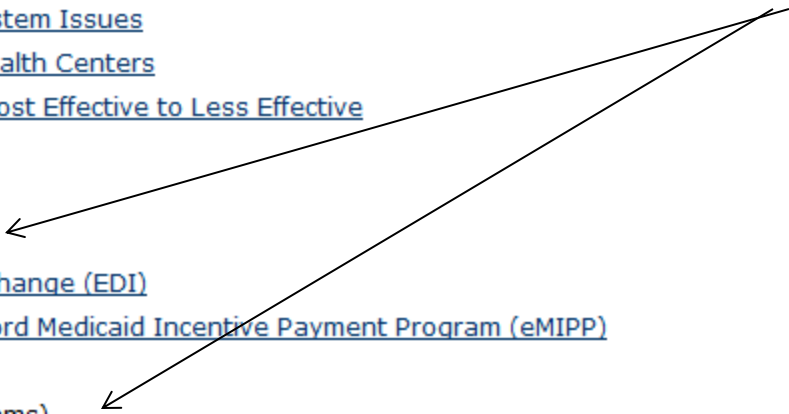 stem Issues
alth Centers
ost Effective to Less Effective
hange (EDI)
ord Medicaid Incentive Payment Program (eMIPP)